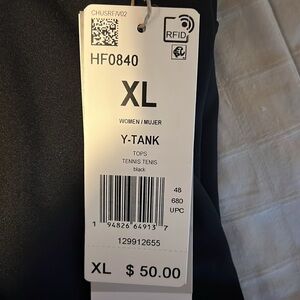 CHUSRFIV02
RFID
HF0840
XL
WOMEN / MUJER
Y-TANK
TOPS
TENNIS TENIS
black
48
680
UPC
1 94826 64913 7
129912655
XL $ 50.00